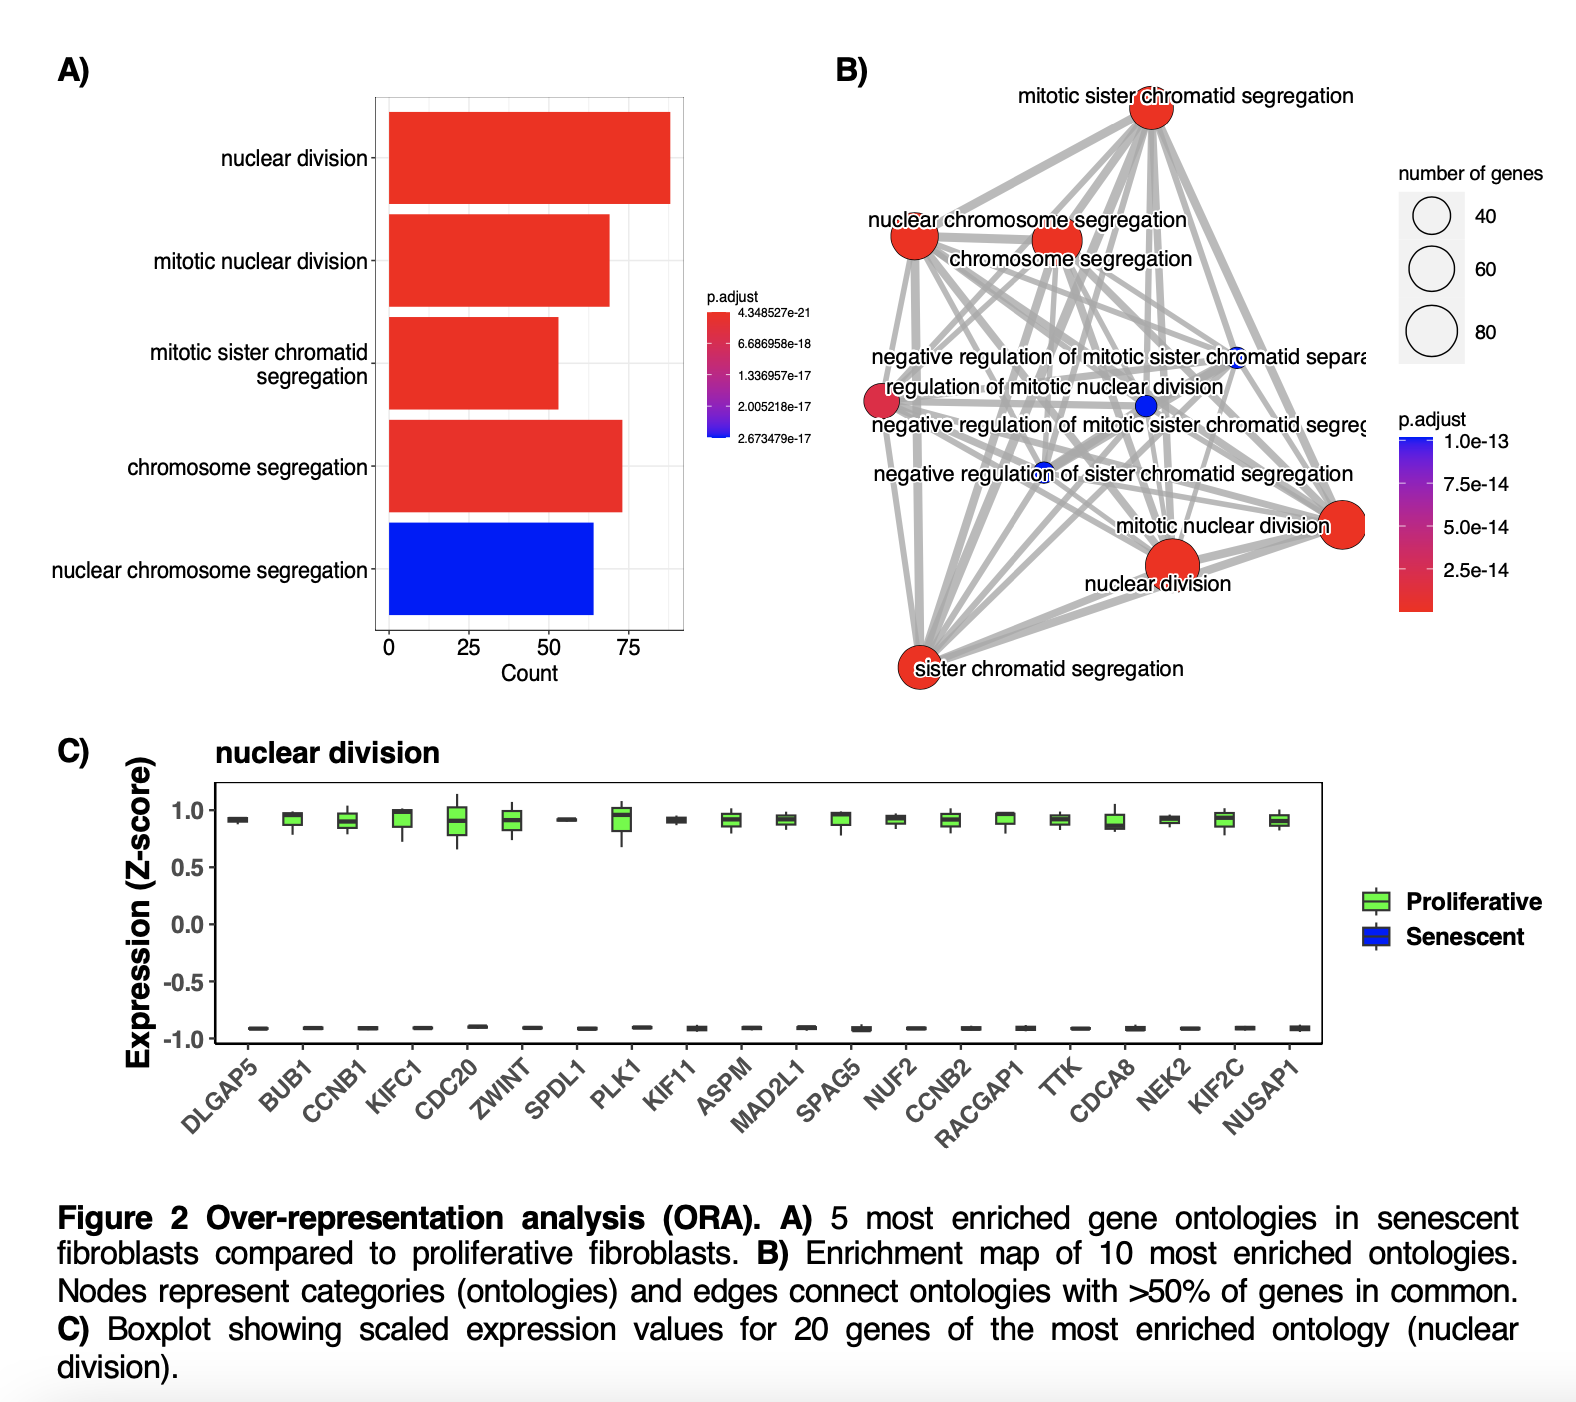 A)
nuclear division
mitotic nuclear division
mitotic sister chromatid
segregation
chromosome segregation
nuclear chromosome segregation
0 25 50 75
Count
p.adjust
4.348527e-21
6.686958e-18
1.336957e-17
2.005218e-17
2.673479e-17
B)
mitotic sister chromatid segregation
nuclear chromosome segregation
chromosome segregation
negative regulation of mitotic sister chromatid separa
regulation of mitotic nuclear division
negative regulation of mitotic sister chromatid segreg
negative regulation of sister chromatid segregation
mitotic nuclear division
nuclear division
sister chromatid segregation
number of genes
40
60
80
p.adjust
1.0e-13
7.5e-14
5.0e-14
2.5e-14
C)
nuclear division
Expression (Z-score)
1.0
0.5
0.0
-0.5
-1.0
DLGAP5
BUB1
CCNB1
KIFC1
CDC20
ZWINT
SPDL1
PLK1
KIF11
ASPM
MAD2L1
SPAG5
NUF2
CCNB2
RACGAP1
TTK
CDCA8
NEK2
KIF2C
NUSAP1
Proliferative
Senescent
Figure 2 Over-representation analysis (ORA). A) 5 most enriched gene ontologies in senescent
fibroblasts compared to proliferative fibroblasts. B) Enrichment map of 10 most enriched ontologies.
Nodes represent categories (ontologies) and edges connect ontologies with >50% of genes in common.
C) Boxplot showing scaled expression values for 20 genes of the most enriched ontology (nuclear
division).